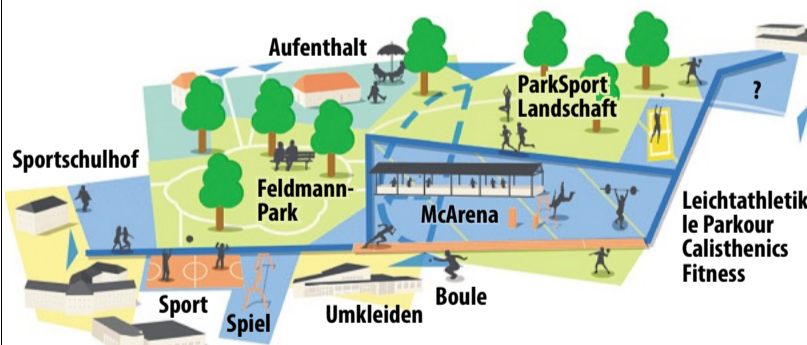 Aufenthalt
ParkSport
Landschaft
?
Sportschulhof
Feldmann-
Park
McArena
Leichtathletik
le Parkour
Calisthenics
Fitness
Sport
Spiel
Umkleiden
Boule